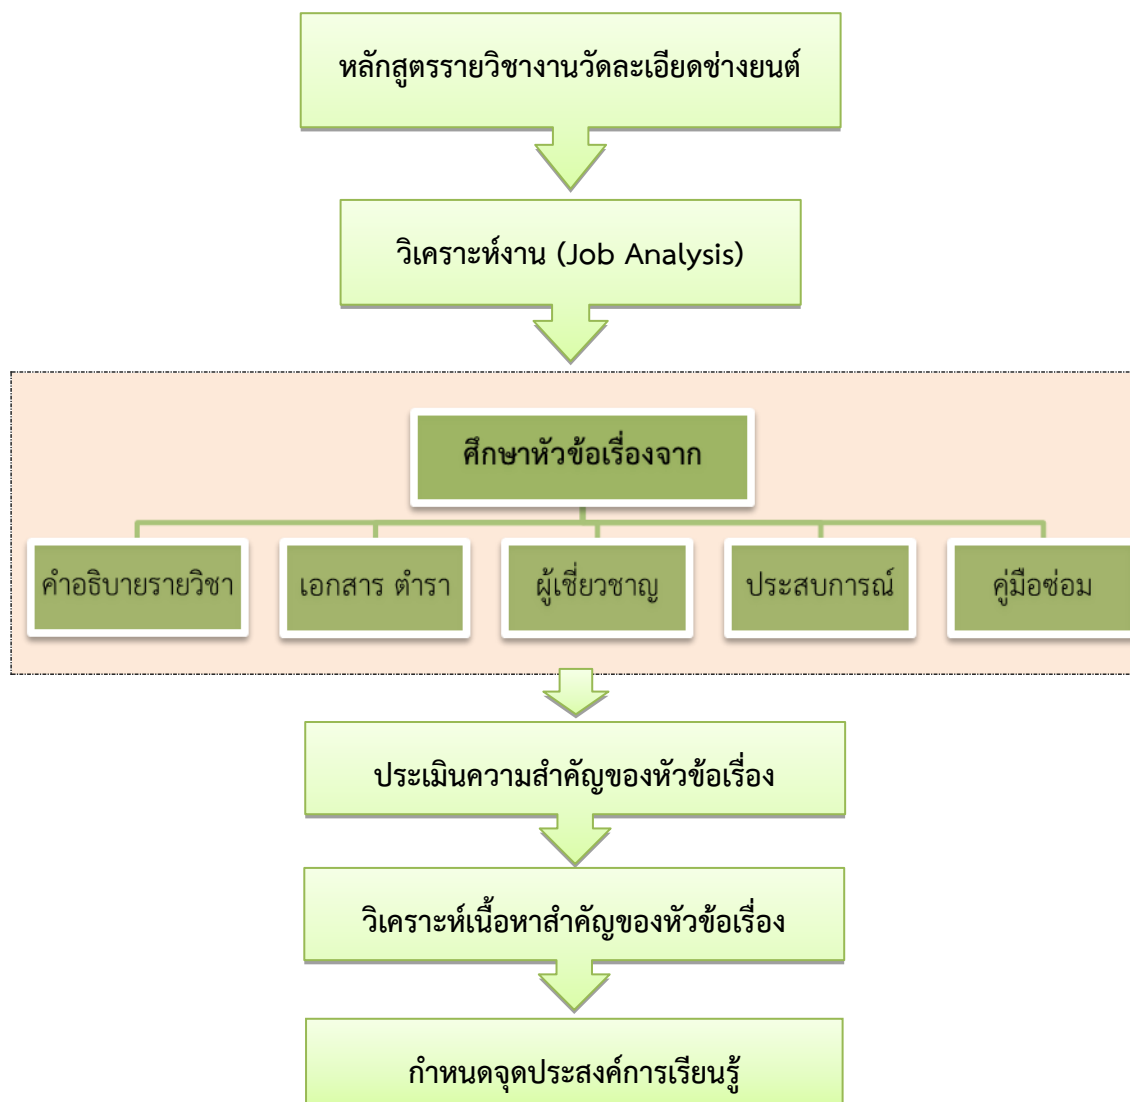 หลักสูตรรายวิชางานวัดละเอียดช่างยนต์
วิเคราะห์งาน (Job Analysis)
ศึกษาหัวข้อเรื่องจาก
คำอธิบายรายวิชา
เอกสาร ตำรา
ผู้เชี่ยวชาญ
ประสบการณ์
คู่มือซ่อม
ประเมินความสำคัญของหัวข้อเรื่อง
วิเคราะห์เนื้อหาสำคัญของหัวข้อเรื่อง
กำหนดจุดประสงค์การเรียนรู้